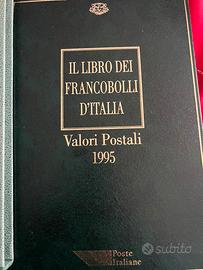 IL LIBRO DEI
FRANCOBOLLI
D'ITALIA
Valori Postali
1995
Poste
Italiane
subito